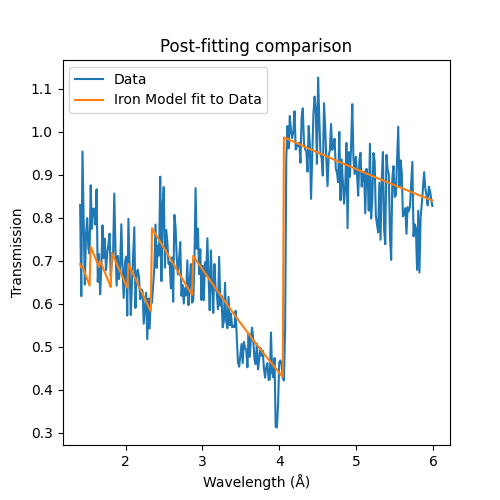 Post-fitting comparison
Data
Iron Model fit to Data
Transmission
1.1
1.0
0.9
0.8
0.7
0.6
0.5
0.4
0.3
2 3 4 5 6
Wavelength (Å)